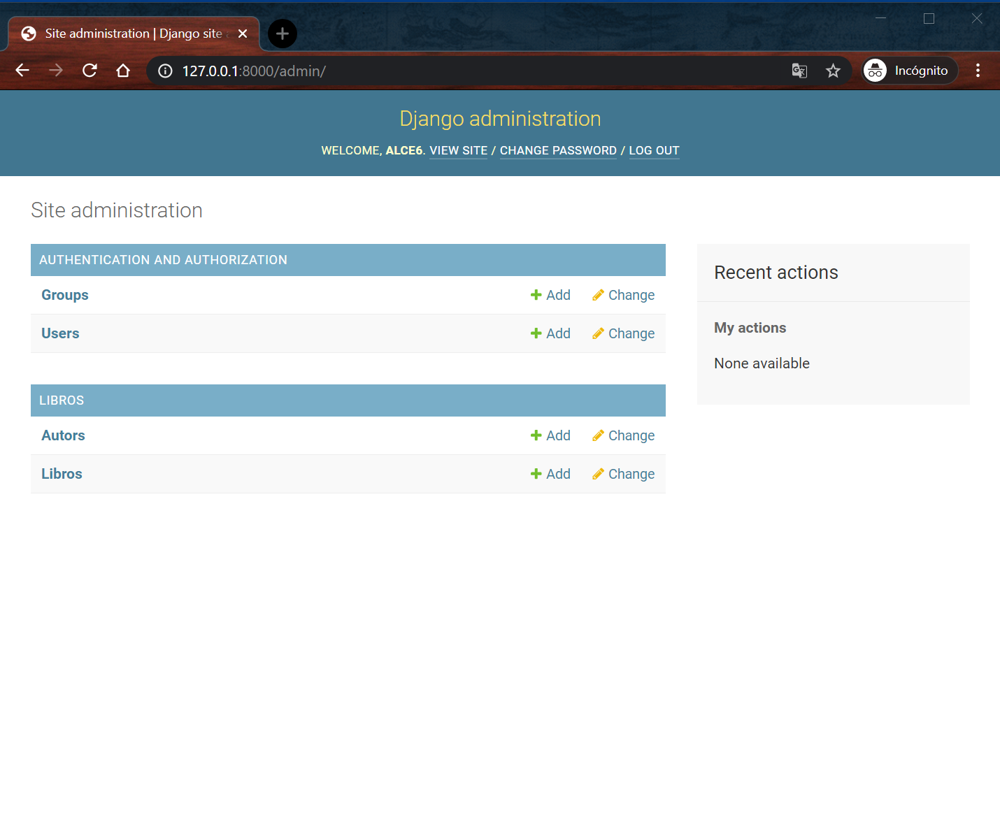 Site administration | Django site
127.0.0.1:8000/admin/
Incógnito
Django administration
WELCOME, ALCE6. VIEW SITE / CHANGE PASSWORD / LOG OUT
Site administration
AUTHENTICATION AND AUTHORIZATION
Groups Add Change
Users Add Change
LIBROS
Autors Add Change
Libros Add Change
Recent actions
My actions
None available